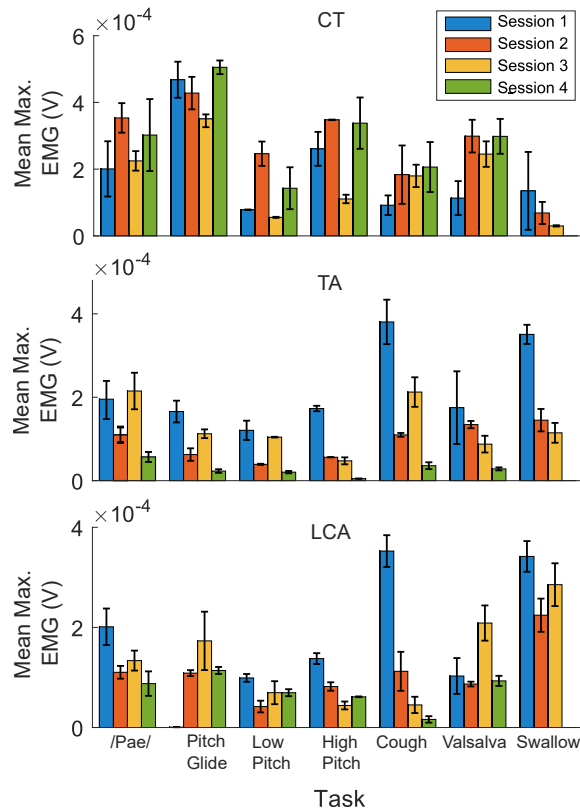 CT
Session 1
Session 2
Session 3
Session 4
×10⁻⁴
Mean Max.
EMG (V)
6
4
2
0
TA
×10⁻⁴
Mean Max.
EMG (V)
4
2
0
LCA
×10⁻⁴
Mean Max.
EMG (V)
4
2
0
/Pae/
Pitch Glide
Low Pitch
High Pitch
Cough
Valsalva
Swallow
Task